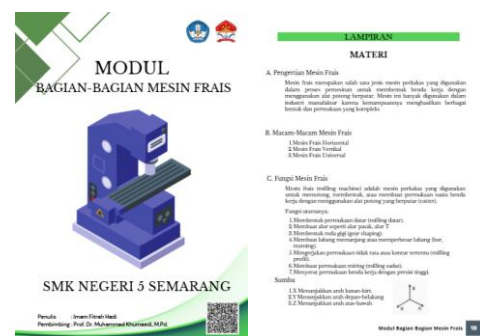 MODUL
BAGIAN-BAGIAN MESIN FRAIS
SMK NEGERI 5 SEMARANG
Penulis : Imam Fitrah Hadi
Pembimbing : Prof. Dr. Muhammad Khumaedi, M.Pd.
LAMPIRAN
MATERI
A. Pengertian Mesin Frais
Mesin frais merupakan salah satu jenis mesin perkakas yang digunakan
dalam proses pemesinan untuk membentuk benda kerja dengan
menggunakan alat potong berputar. Mesin ini banyak digunakan dalam
industri manufaktur karena kemampuannya menghasilkan berbagai
bentuk dan permukaan yang kompleks.
B. Macam-Macam Mesin Frais
1.Mesin Frais Horizontal
2.Mesin Frais Vertikal
3.Mesin Frais Universal
C. Fungsi Mesin Frais
Mesin frais (milling machine) adalah mesin perkakas yang digunakan
untuk memotong, membentuk, atau membuat permukaan suatu benda
kerja dengan menggunakan alat potong yang berputar (cutter).
Fungsi utamanya:
1.Membentuk permukaan datar (milling datar).
2.Membuat alur seperti alur pasak, alur T
3.Membentuk roda gigi (gear shaping).
4.Membuat lubang memanjang atau memperbesar lubang (bor,
reaming).
5.Mengerjakan permukaan tidak rata atau kontur tertentu (milling
profil).
6.Membuat permukaan miring (milling sudut).
7.Menyerut permukaan benda kerja dengan presisi tinggi.
Sumbu
1.X Menunjukkan arah kanan-kiri.
2.Y Menunjukkan arah depan-belakang
3.Z Menunjukkan arah atas-bawah
Modul Bagian Bagian Mesin Frais